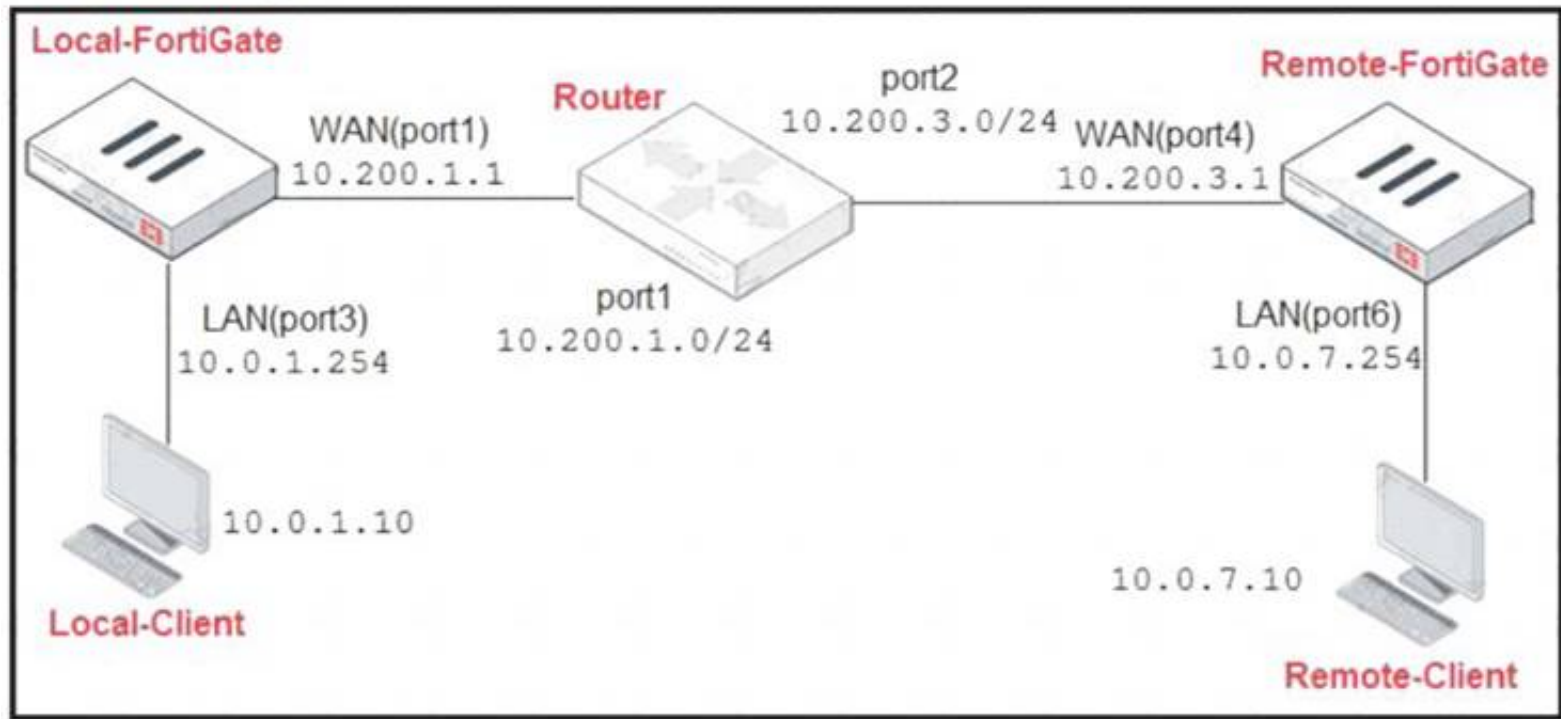 Local-FortiGate
WAN(port1)
10.200.1.1
Router
port2
10.200.3.0/24
Remote-FortiGate
WAN(port4)
10.200.3.1
LAN(port3)
10.0.1.254
port1
10.200.1.0/24
LAN(port6)
10.0.7.254
10.0.1.10
Local-Client
10.0.7.10
Remote-Client